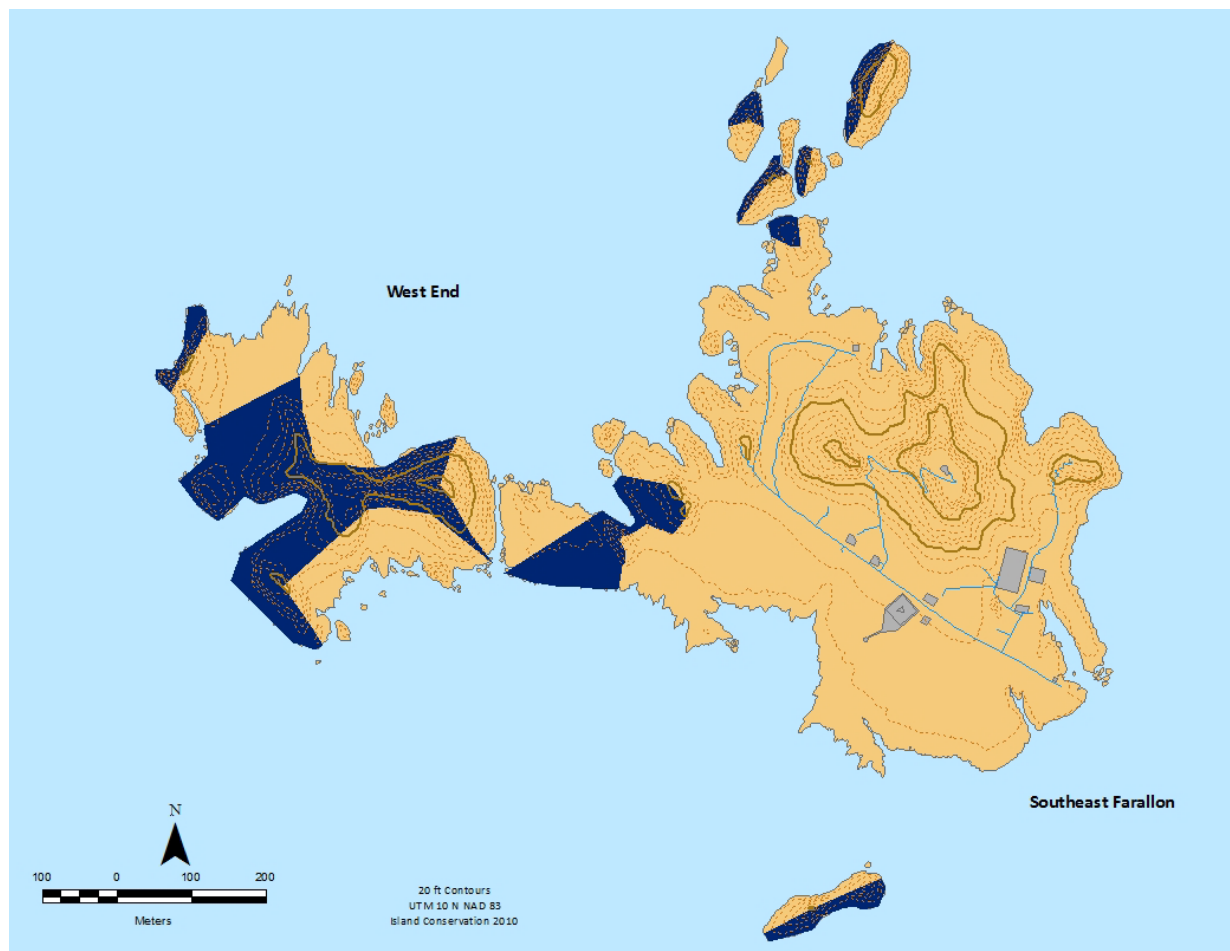 West End
Southeast Farallon
N
100 0 100 200
Meters
20 ft Contours
UTM 10 N NAD 83
Island Conservation 2010